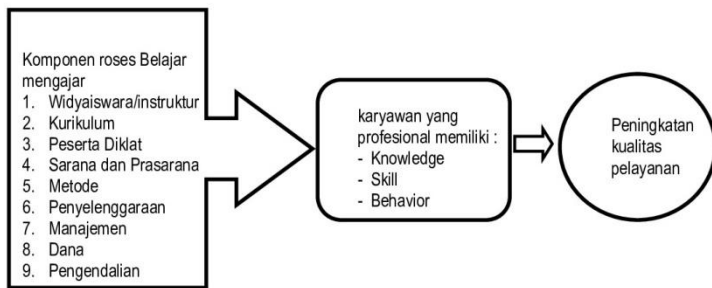 Komponen roses Belajar
mengajar
1. Widyaiswara/instruktur
2. Kurikulum
3. Peserta Diklat
4. Sarana dan Prasarana
5. Metode
6. Penyelenggaraan
7. Manajemen
8. Dana
9. Pengendalian
karyawan yang
profesional memiliki :
- Knowledge
- Skill
- Behavior
Peningkatan
kualitas
pelayanan